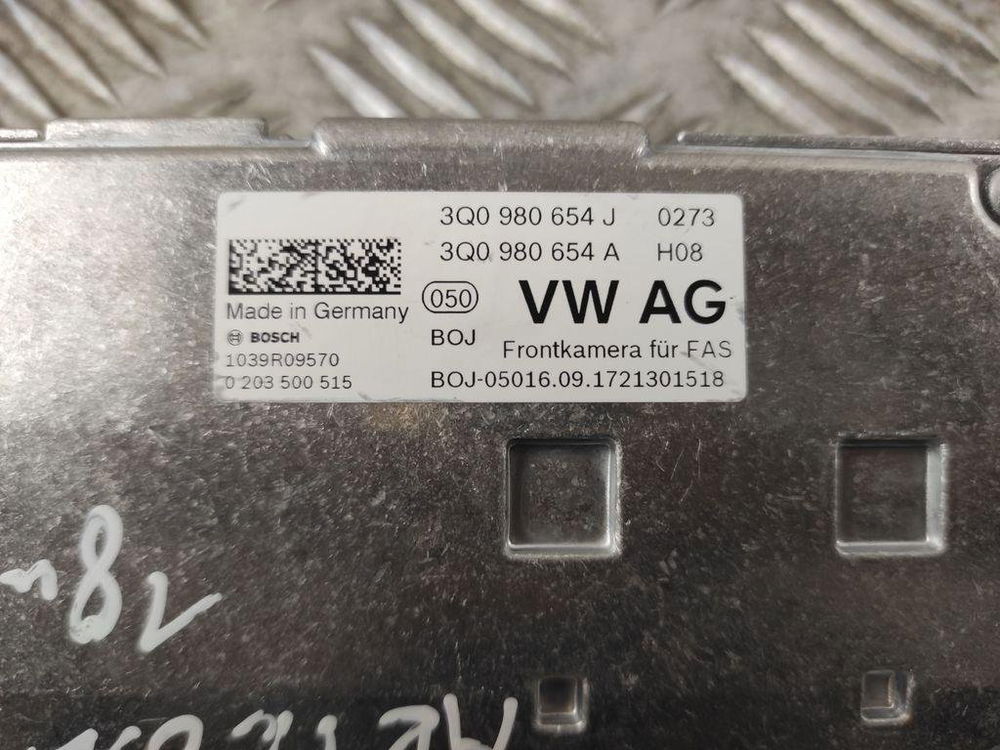 3Q0 980 654 J 0273
3Q0 980 654 A H08
050 VW AG
Made in Germany
BOSCH BOJ
Frontkamera für FAS
1039R09570
0 203 500 515 BOJ-05016.09.1721301518